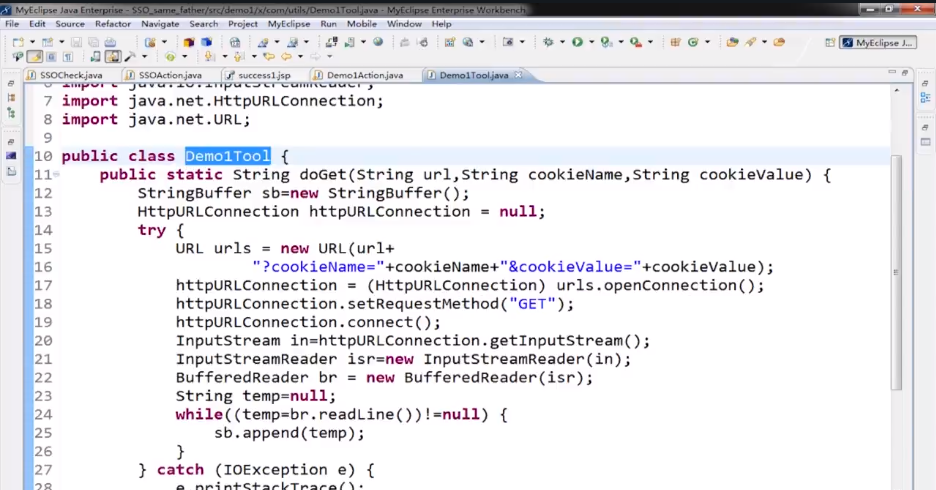 MyEclipse Java Enterprise - SSO_same_father/src/demo1/x/com/utils/Demo1Tool.java - MyEclipse Enterprise Workbench
File Edit Source Refactor Navigate Search Project MyEclipse Run Mobile Window Help
MyEclipse J...
SSOCheck.java SSOAction.java success1.jsp Demo1Action.java Demo1Tool.java
6 import java.io.InputStreamReader;
7 import java.net.HttpURLConnection;
8 import java.net.URL;
9
10 public class Demo1Tool {
11 public static String doGet(String url,String cookieName,String cookieValue) {
12 StringBuffer sb=new StringBuffer();
13 HttpURLConnection httpURLConnection = null;
14 try {
15 URL urls = new URL(url+
16 "?cookieName="+cookieName+"&cookieValue="+cookieValue);
17 httpURLConnection = (HttpURLConnection) urls.openConnection();
18 httpURLConnection.setRequestMethod("GET");
19 httpURLConnection.connect();
20 InputStream in=httpURLConnection.getInputStream();
21 InputStreamReader isr=new InputStreamReader(in);
22 BufferedReader br = new BufferedReader(isr);
23 String temp=null;
24 while((temp=br.readLine())!=null) {
25 sb.append(temp);
26 }
27 } catch (IOException e) {
28 e.printStackTrace();